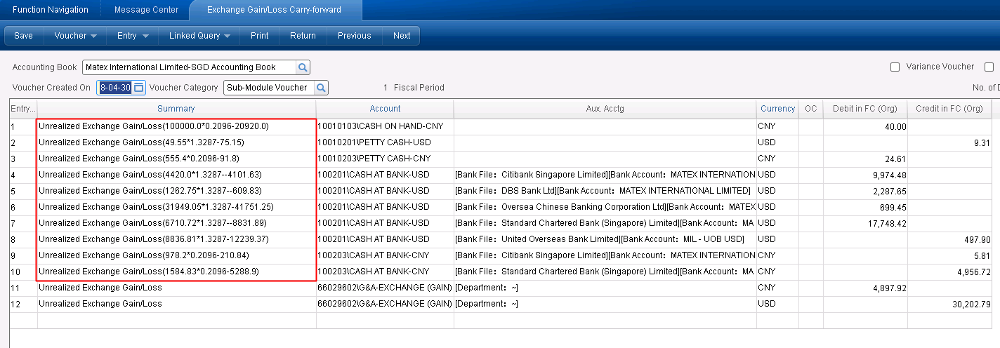 Function Navigation Message Center Exchange Gain/Loss Carry-forward
Save Voucher Entry Linked Query Print Return Previous Next
Accounting Book Matex International Limited-SGD Accounting Book Variance Voucher
Voucher Created On 8-04-30 Voucher Category Sub-Module Voucher 1 Fiscal Period No. of D
Entry... Summary Account Aux. Acctg Currency OC Debit in FC (Org) Credit in FC (Org)
1 Unrealized Exchange Gain/Loss(100000.0*0.2096-20920.0) 10010103\CASH ON HAND-CNY CNY 40.00
2 Unrealized Exchange Gain/Loss(49.55*1.3287-75.15) 10010201\PETTY CASH-USD USD 9.31
3 Unrealized Exchange Gain/Loss(555.4*0.2096-91.8) 10010203\PETTY CASH-CNY CNY 24.61
4 Unrealized Exchange Gain/Loss(4420.0*1.3287--4101.63) 100201\CASH AT BANK-USD [Bank File：Citibank Singapore Limited][Bank Account：MATEX INTERNATION USD 9,974.48
5 Unrealized Exchange Gain/Loss(1262.75*1.3287--609.83) 100201\CASH AT BANK-USD [Bank File：DBS Bank Ltd][Bank Account：MATEX INTERNATIONAL LIMITED] USD 2,287.65
6 Unrealized Exchange Gain/Loss(31949.05*1.3287-41751.25) 100201\CASH AT BANK-USD [Bank File：Oversea Chinese Banking Corporation Ltd][Bank Account：MATEX USD 699.45
7 Unrealized Exchange Gain/Loss(6710.72*1.3287--8831.89) 100201\CASH AT BANK-USD [Bank File：Standard Chartered Bank (Singapore) Limited][Bank Account：MA USD 17,748.42
8 Unrealized Exchange Gain/Loss(8836.81*1.3287-12239.37) 100201\CASH AT BANK-USD [Bank File：United Overseas Bank Limited][Bank Account：MIL - UOB USD] USD 497.90
9 Unrealized Exchange Gain/Loss(978.2*0.2096-210.84) 100203\CASH AT BANK-CNY [Bank File：Citibank Singapore Limited][Bank Account：MATEX INTERNATION CNY 5.81
10 Unrealized Exchange Gain/Loss(1584.83*0.2096-5288.9) 100203\CASH AT BANK-CNY [Bank File：Standard Chartered Bank (Singapore) Limited][Bank Account：MA CNY 4,956.72
11 Unrealized Exchange Gain/Loss 66029602\G&A-EXCHANGE (GAIN) [Department：~] CNY 4,897.92
12 Unrealized Exchange Gain/Loss 66029602\G&A-EXCHANGE (GAIN) [Department：~] USD 30,202.79